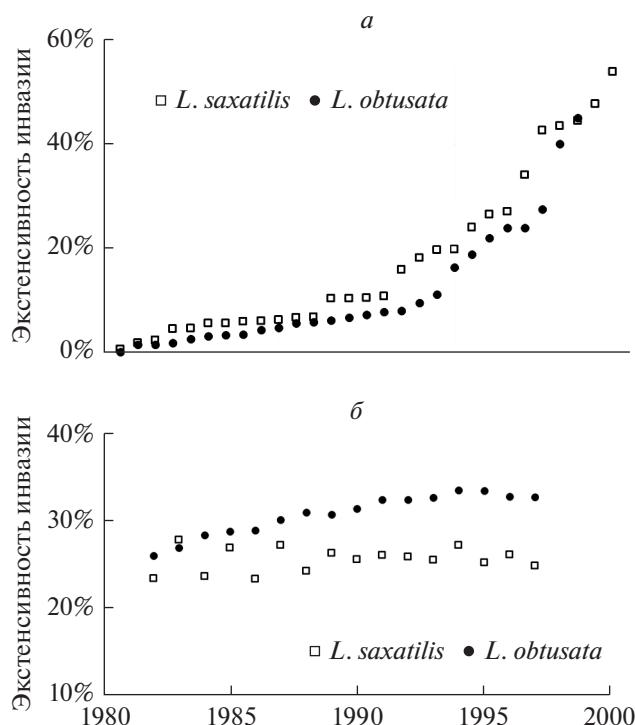 а
60%
L. saxatilis L. obtusata
40%
20%
0%
Экстенсивность инвазии
б
40%
30%
20%
L. saxatilis L. obtusata
10%
Экстенсивность инвазии
1980 1985 1990 1995 2000